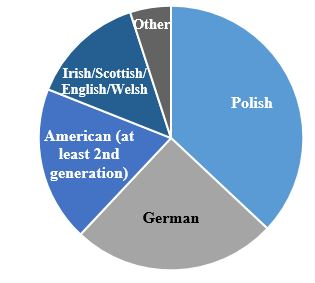 Other
Irish/Scottish/
English/Welsh
Polish
American (at
least 2nd
generation)
German